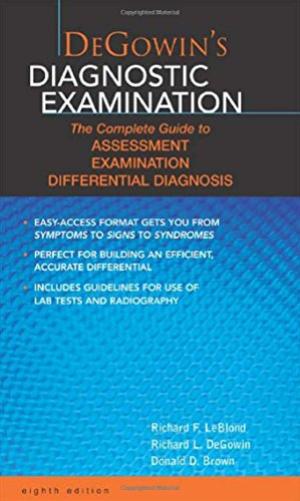 DEGOWIN'S
DIAGNOSTIC
EXAMINATION
The Complete Guide to
ASSESSMENT
EXAMINATION
DIFFERENTIAL DIAGNOSIS
• EASY-ACCESS FORMAT GETS YOU FROM
SYMPTOMS TO SIGNS TO SYNDROMES
• PERFECT FOR BUILDING AN EFFICIENT,
ACCURATE DIFFERENTIAL
• INCLUDES GUIDELINES FOR USE OF
LAB TESTS AND RADIOGRAPHY
Richard F. LeBlond
Richard L. DeGowin
Donald D. Brown
eighth edition